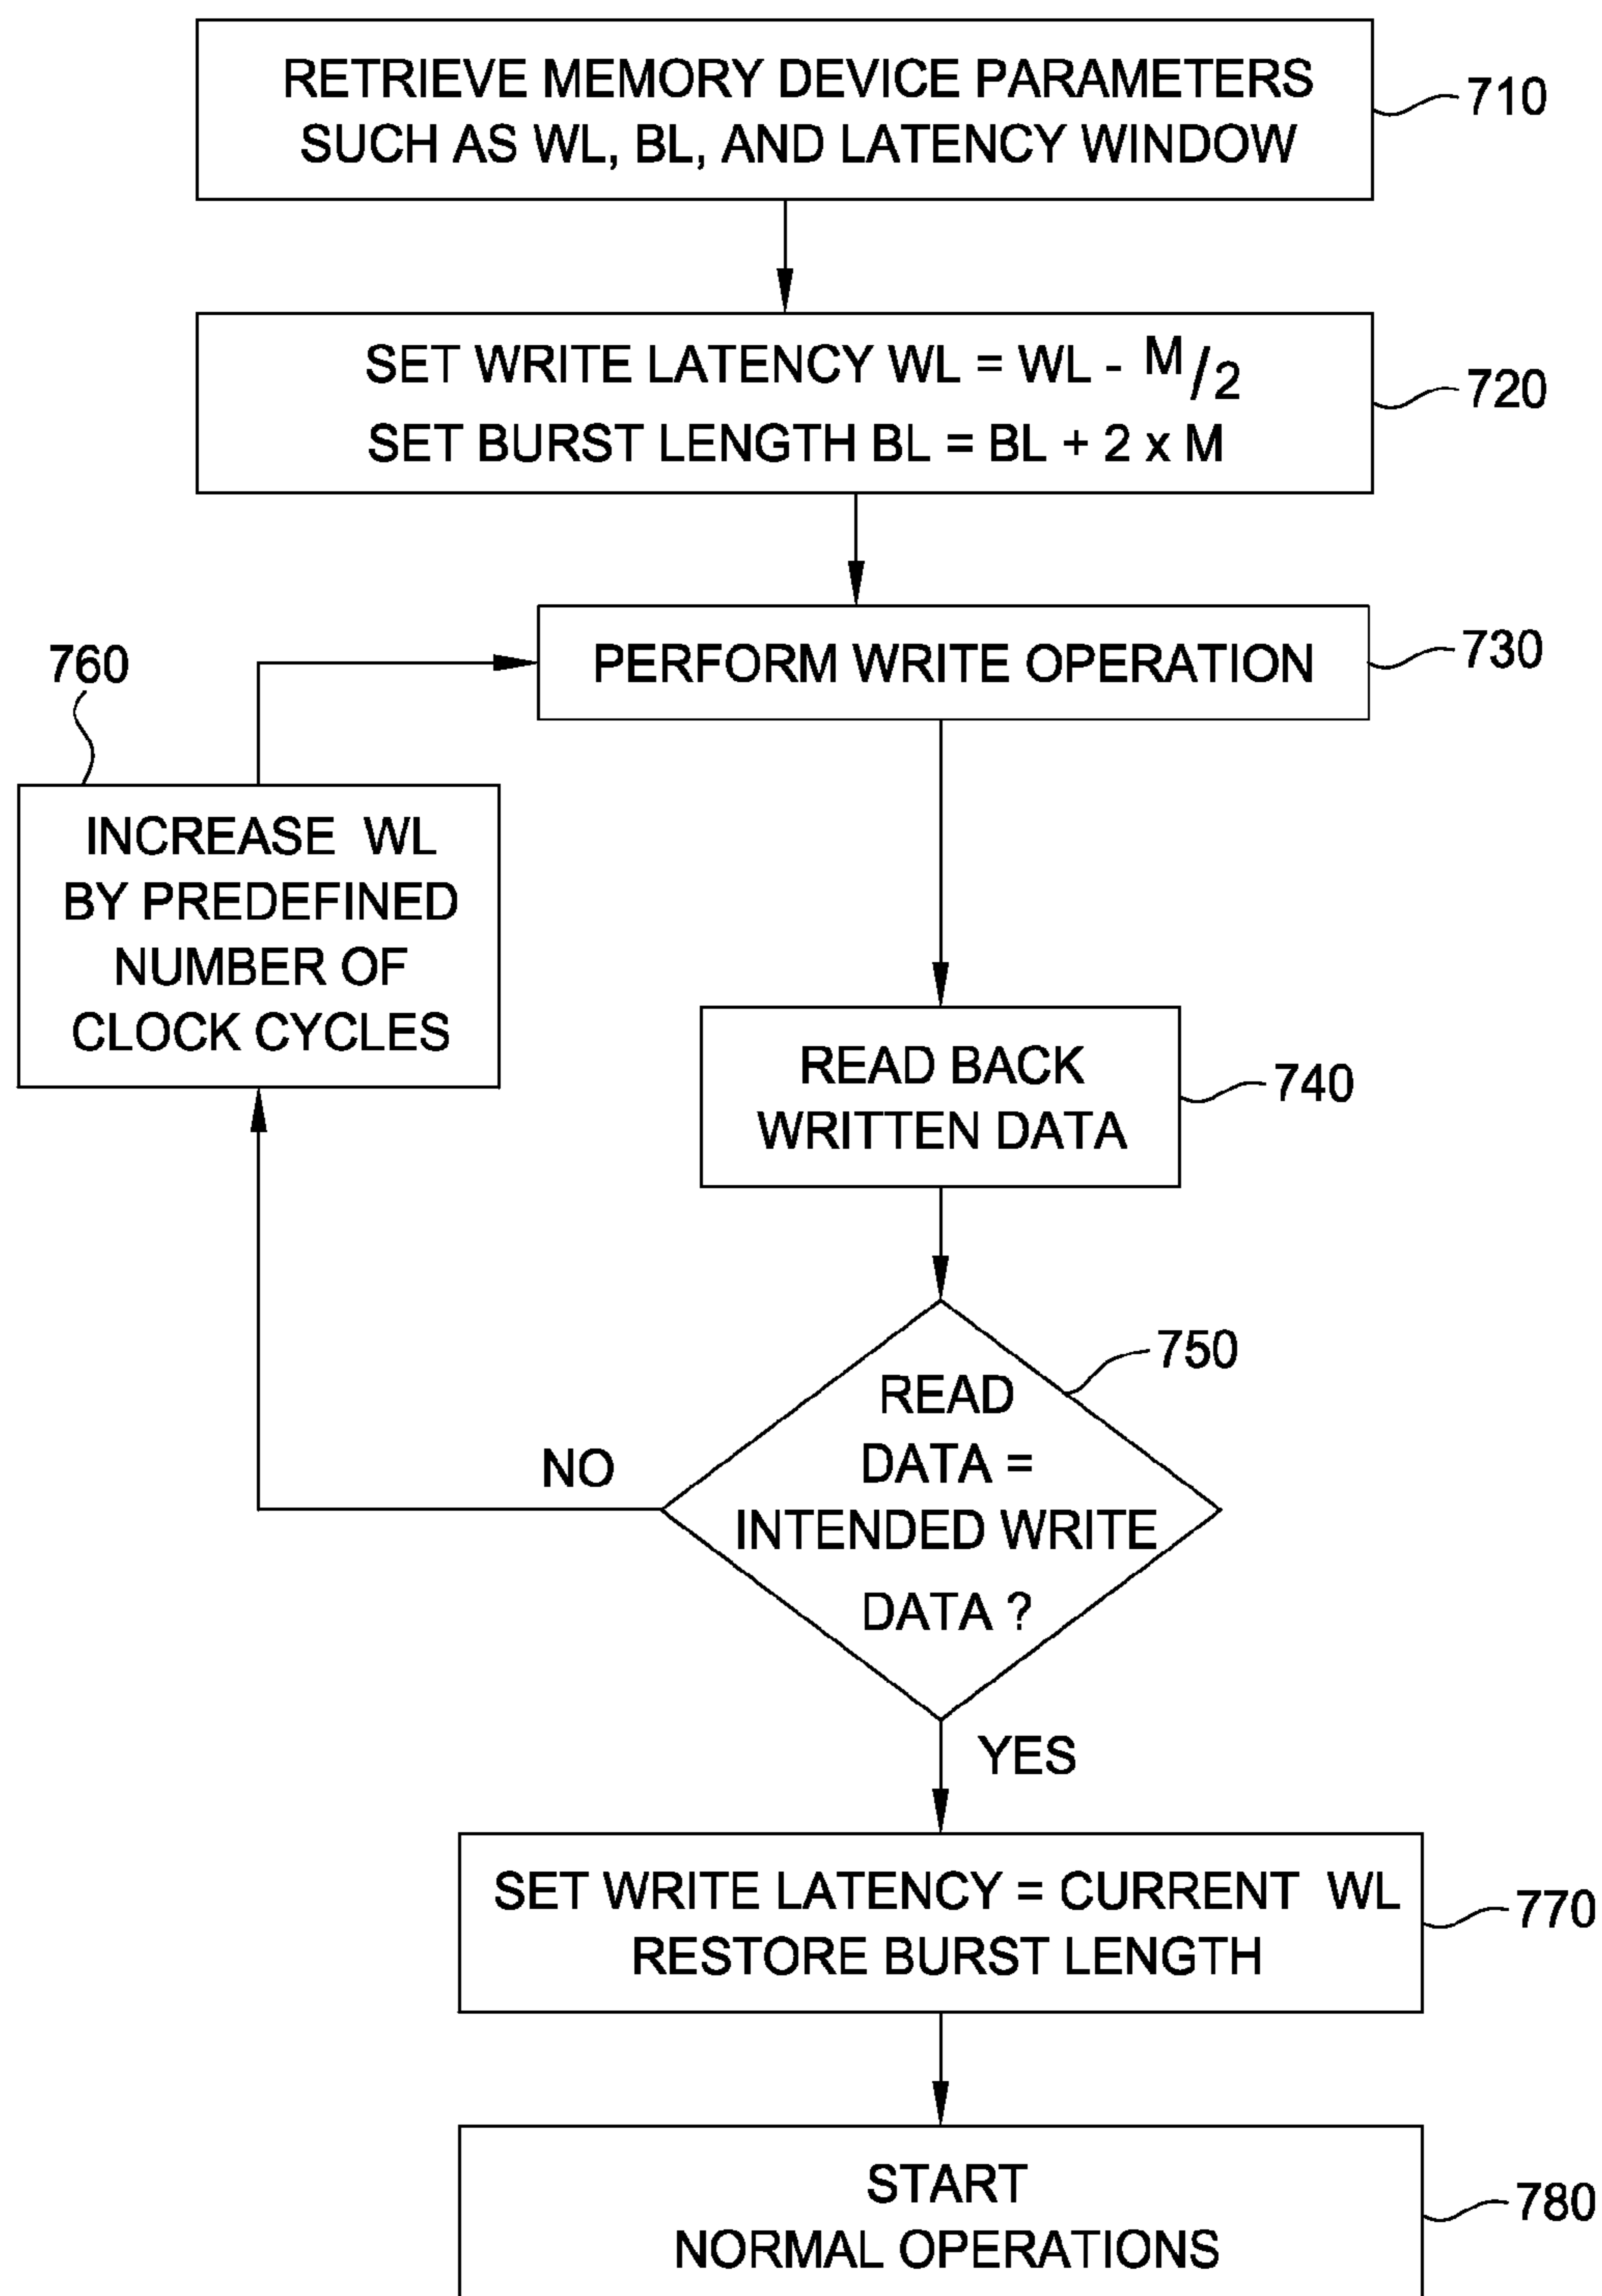 RETRIEVE MEMORY DEVICE PARAMETERS
SUCH AS WL, BL, AND LATENCY WINDOW
710
SET WRITE LATENCY WL = WL - M/2
SET BURST LENGTH BL = BL + 2 x M
720
PERFORM WRITE OPERATION
730
760
INCREASE WL
BY PREDEFINED
NUMBER OF
CLOCK CYCLES
READ BACK
WRITTEN DATA
740
READ
DATA =
INTENDED WRITE
DATA ?
750
NO
YES
SET WRITE LATENCY = CURRENT WL
RESTORE BURST LENGTH
770
START
NORMAL OPERATIONS
780